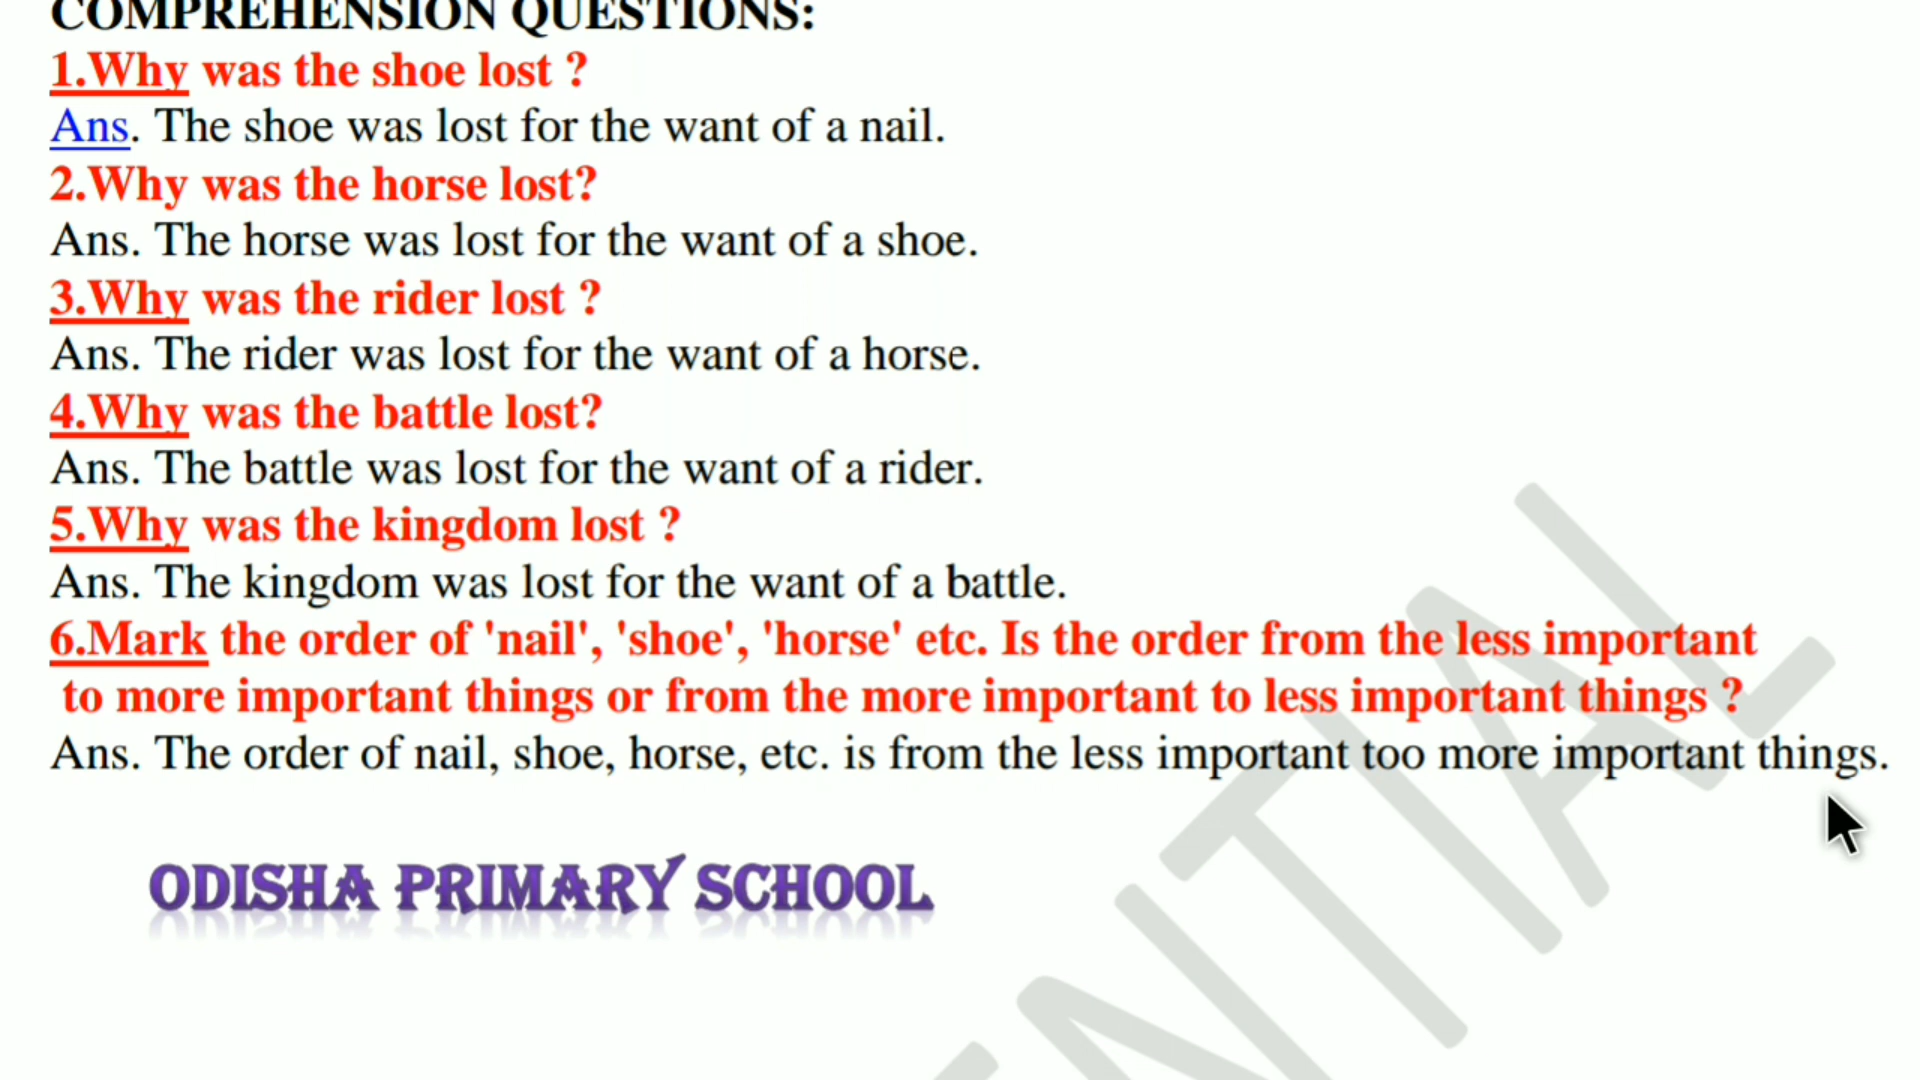 COMPREHENSION QUESTIONS:
1.Why was the shoe lost ?
Ans. The shoe was lost for the want of a nail.
2.Why was the horse lost?
Ans. The horse was lost for the want of a shoe.
3.Why was the rider lost ?
Ans. The rider was lost for the want of a horse.
4.Why was the battle lost?
Ans. The battle was lost for the want of a rider.
5.Why was the kingdom lost ?
Ans. The kingdom was lost for the want of a battle.
6.Mark the order of 'nail', 'shoe', 'horse' etc. Is the order from the less important
to more important things or from the more important to less important things ?
Ans. The order of nail, shoe, horse, etc. is from the less important too more important things.
ODISHA PRIMARY SCHOOL